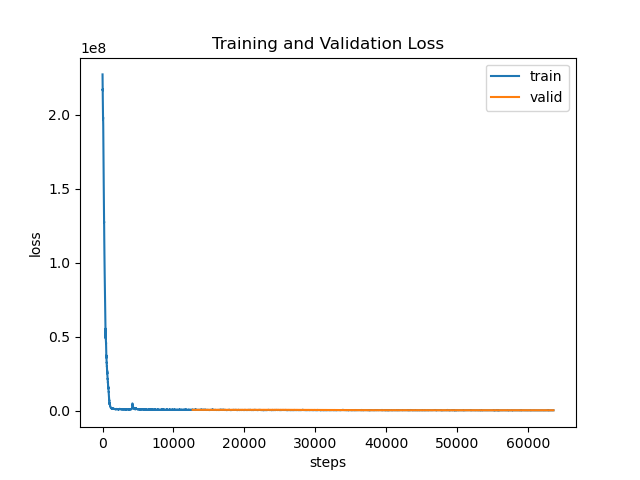 Training and Validation Loss
1e8
train
valid
2.0
1.5
1.0
0.5
0.0
loss
0 10000 20000 30000 40000 50000 60000
steps